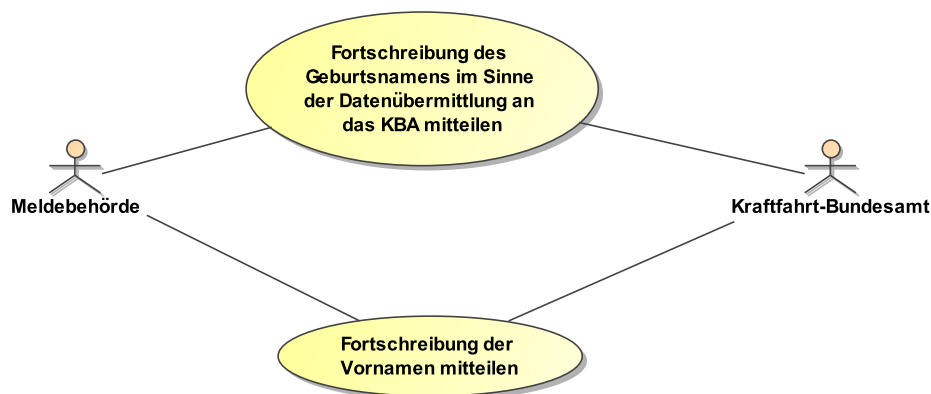 Fortschreibung des
Geburtsnamens im Sinne
der Datenübermittlung an
das KBA mitteilen
Meldebehörde
Kraftfahrt-Bundesamt
Fortschreibung der
Vornamen mitteilen